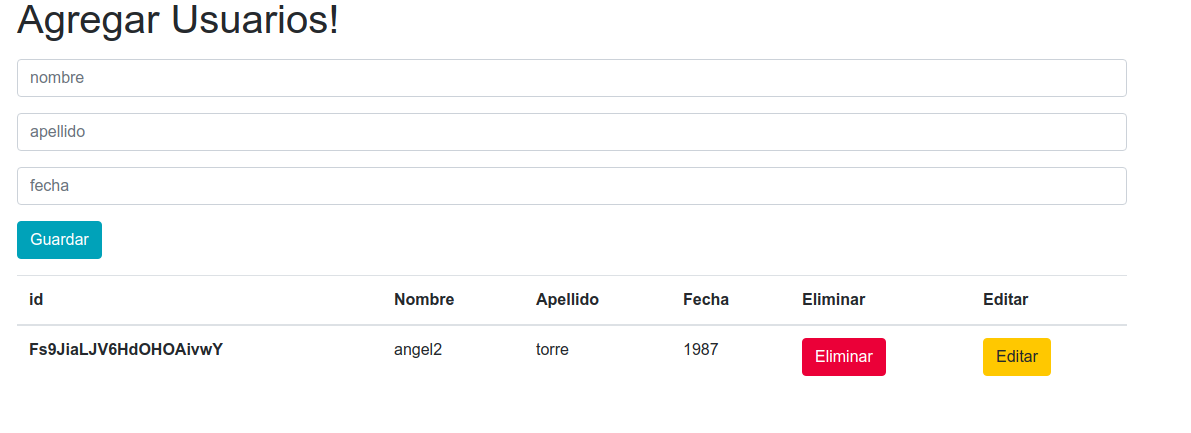 Agregar Usuarios!
nombre
apellido
fecha
Guardar
id Nombre Apellido Fecha Eliminar Editar
Fs9JiaLJV6HdOHOAivwY angel2 torre 1987 Eliminar Editar